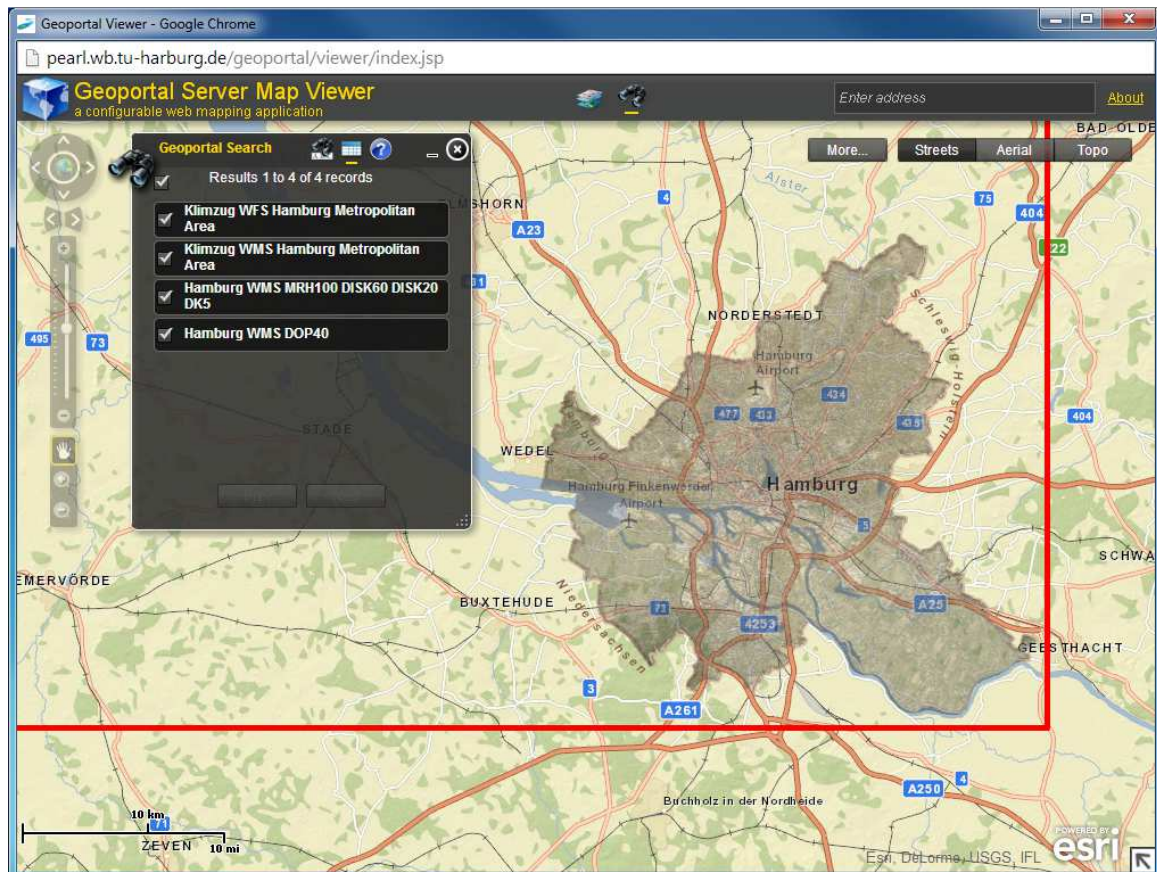 Geoportal Viewer - Google Chrome
pearl.wb.tu-harburg.de/geoportal/viewer/index.jsp
Geoportal Server Map Viewer
a configurable web mapping application
Enter address
About
Geoportal Search
Results 1 to 4 of 4 records
Klimzug WFS Hamburg Metropolitan
Area
Klimzug WMS Hamburg Metropolitan
Area
Hamburg WMS MRH100 DISK60 DISK20
DK5
Hamburg WMS DOP40
More...
Streets
Aerial
Topo
BAD OLDE
Alster
4
75
404
A23
22
NORDERSTEDT
Schleswig-Holstein
Hamburg
Airport
434
477
433
495
73
404
STADE
WEDEL
Hamburg
Hamburg Finkenwerder
Airport
5
SCHWA
EMERVÖRDE
BUXTEHUDE
Niedersachsen
A25
4253
GEESTHACHT
3
A261
A250
4
Buchholz in der Nordheide
10 km
71
ZEVEN
10 mi
Esri, DeLorme, USGS, IFL
POWERED BY
esri